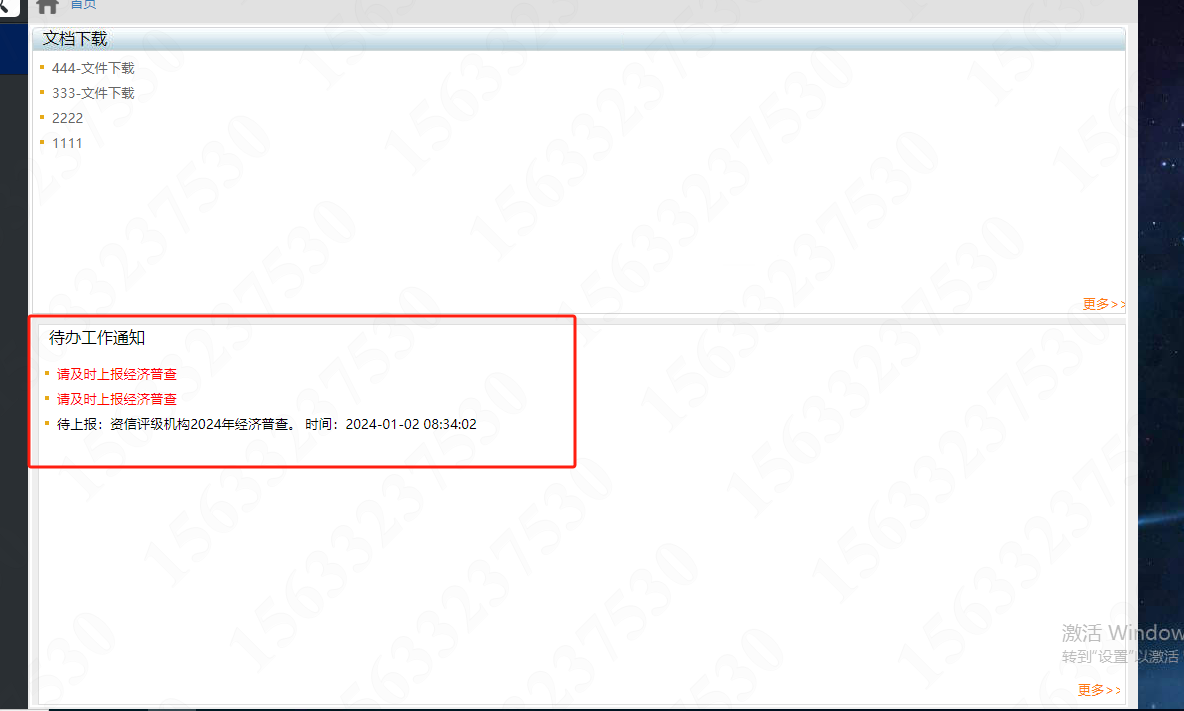 首页
文档下载
444-文件下载
333-文件下载
2222
1111
更多>>
待办工作通知
请及时上报经济普查
请及时上报经济普查
待上报：资信评级机构2024年经济普查。 时间：2024-01-02 08:34:02
激活 Window
转到"设置"以激活
更多>>
15633237530